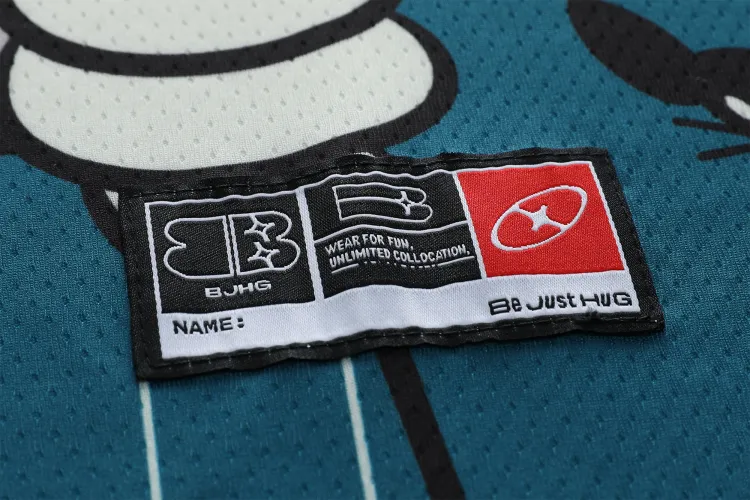 BJHG
WEAR FOR FUN,
UNLIMITED COLLOCATION.
NAME:
Be Just HuG